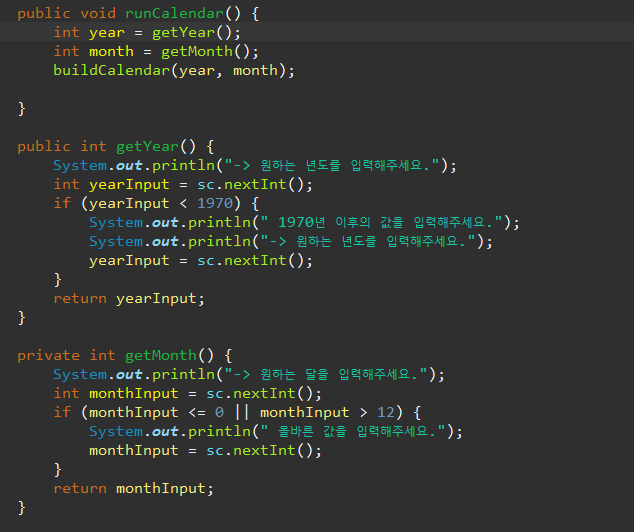 public void runCalendar() {
int year = getYear();
int month = getMonth();
buildCalendar(year, month);
}
public int getYear() {
System.out.println("-> 원하는 년도를 입력해주세요.");
int yearInput = sc.nextInt();
if (yearInput < 1970) {
System.out.println(" 1970년 이후의 값을 입력해주세요.");
System.out.println("-> 원하는 년도를 입력해주세요.");
yearInput = sc.nextInt();
}
return yearInput;
}
private int getMonth() {
System.out.println("-> 원하는 달을 입력해주세요.");
int monthInput = sc.nextInt();
if (monthInput <= 0 || monthInput > 12) {
System.out.println(" 올바른 값을 입력해주세요.");
monthInput = sc.nextInt();
}
return monthInput;
}